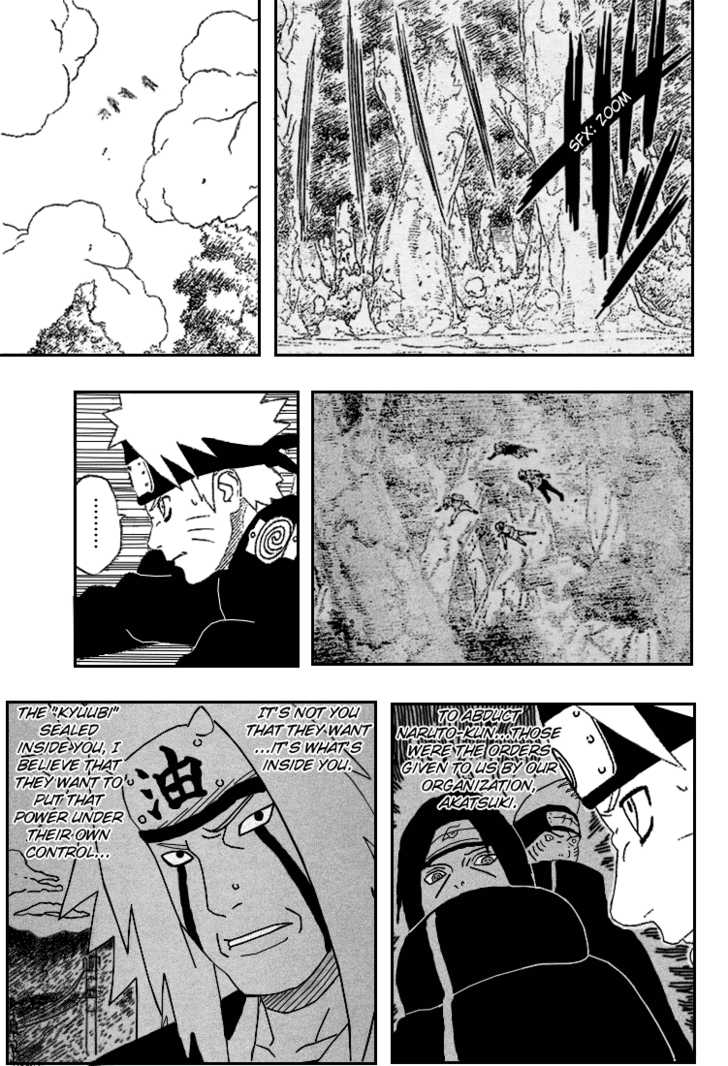 SFX: ZOOM
........
TO ABDUCT
NARUTO-KUN... THOSE
WERE THE ORDERS
GIVEN TO US BY OUR
ORGANIZATION,
AKATSUKI.
IT'S NOT YOU
THAT THEY WANT
...IT'S WHAT'S
INSIDE YOU.
THE "KYUUBI"
SEALED
INSIDE YOU, I
BELIEVE THAT
THEY WANT TO
PUT THAT
POWER UNDER
THEIR OWN
CONTROL...
油